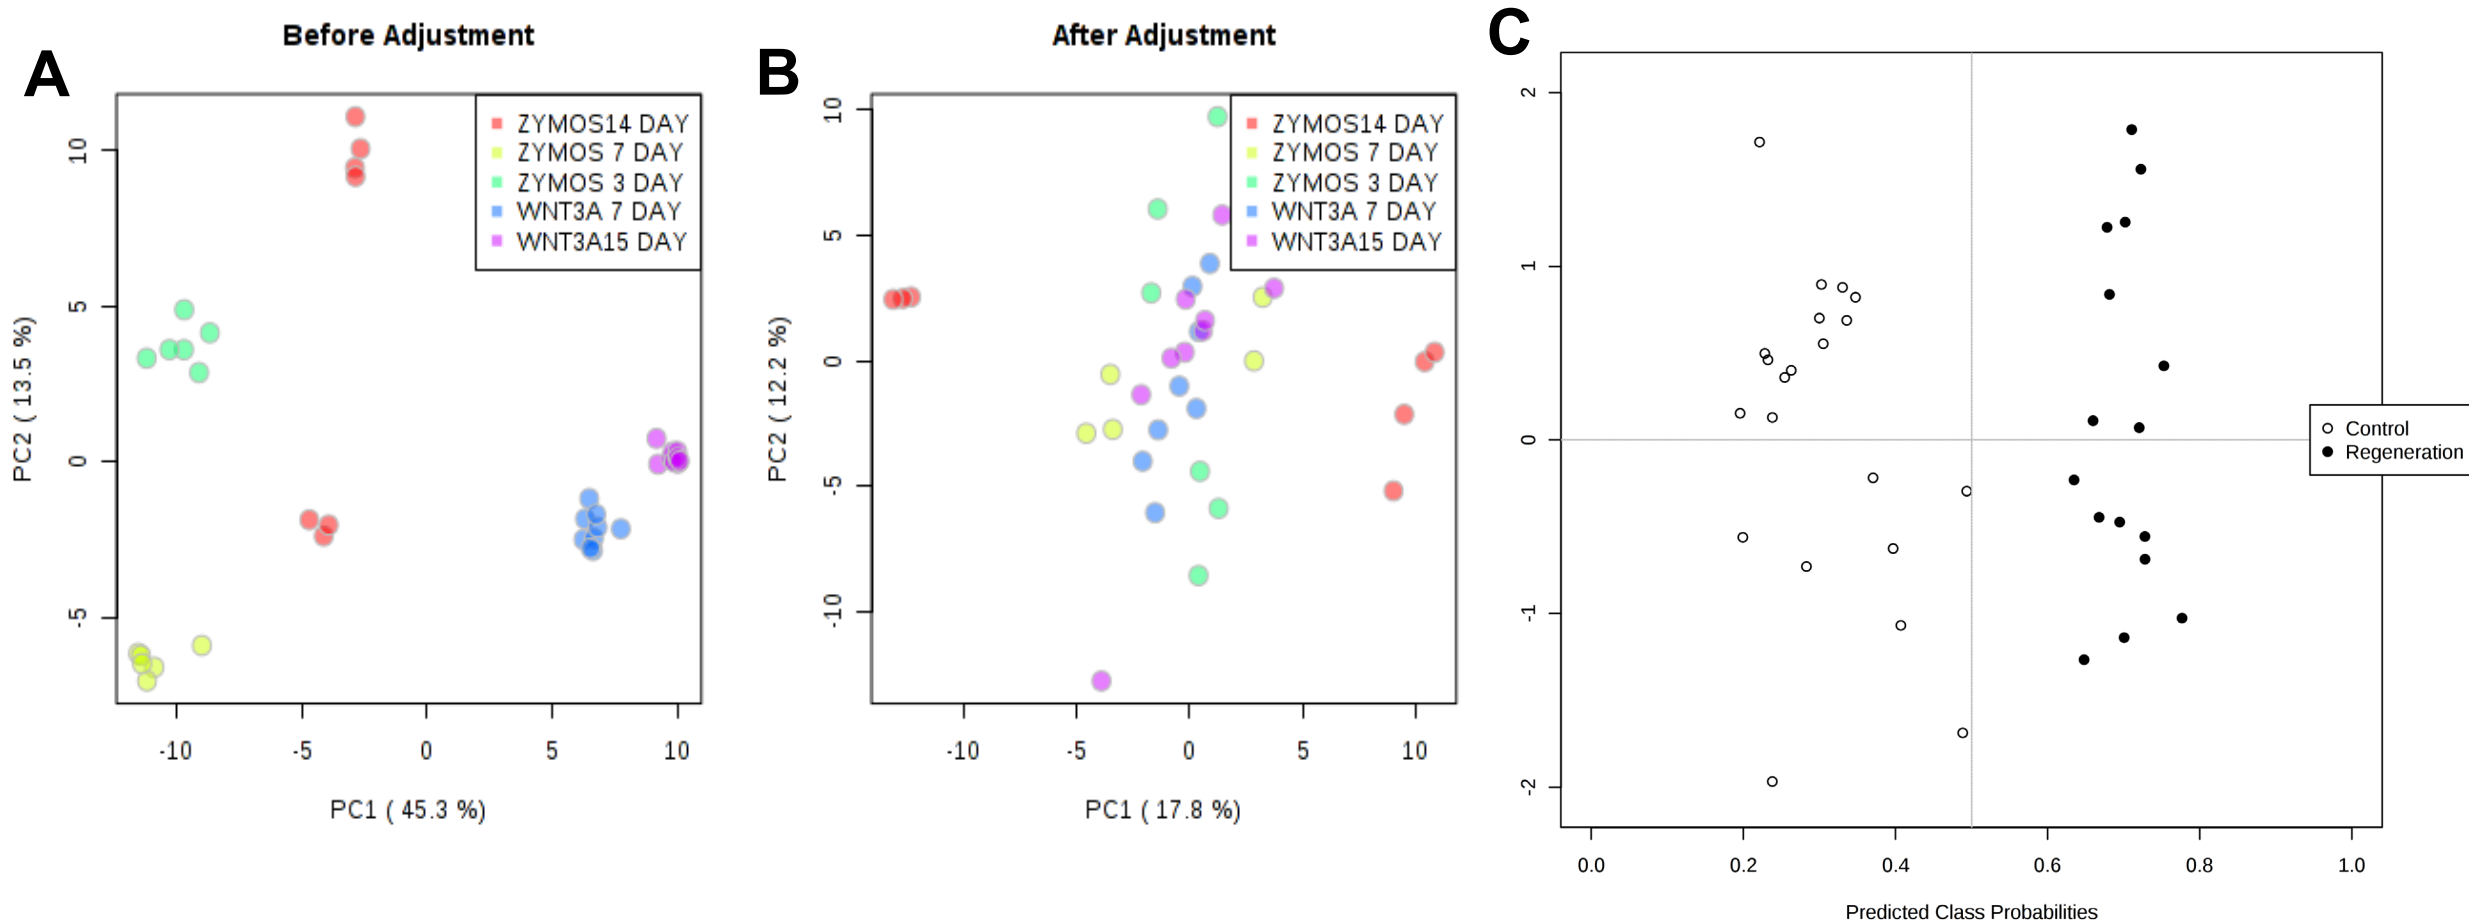 A
Before Adjustment
ZYMOS14 DAY
ZYMOS 7 DAY
ZYMOS 3 DAY
WNT3A 7 DAY
WNT3A15 DAY
10
5
0
-5
PC2 ( 13.5 %)
-10 -5 0 5 10
PC1 ( 45.3 %)
B
After Adjustment
ZYMOS14 DAY
ZYMOS 7 DAY
ZYMOS 3 DAY
WNT3A 7 DAY
WNT3A15 DAY
10
5
0
-5
-10
PC2 ( 12.2 %)
-10 -5 0 5 10
PC1 ( 17.8 %)
C
2
1
0
-1
-2
Control
Regeneration
0.0 0.2 0.4 0.6 0.8 1.0
Predicted Class Probabilities